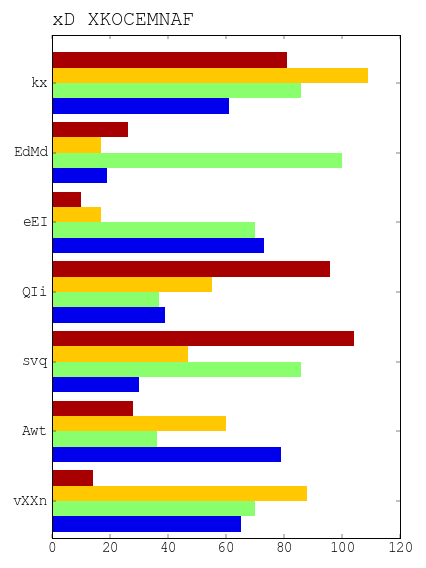 xD XKOCEMNAF
kx
EdMd
eEI
QIi
svq
Awt
vXXn
0 20 40 60 80 100 120